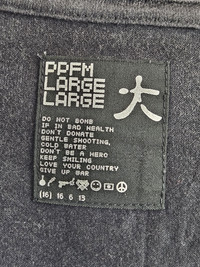 PPFM
LARGE
LARGE
大
DO NOT BOMB
IF IN BAD HEALTH
DON'T DONATE
GENTLE SHOOTING,
COLD WATER
DON'T BE A HERO
KEEP SMILING
LOVE YOUR COUNTRY
GIVE UP WAR
(16) 16 6 13